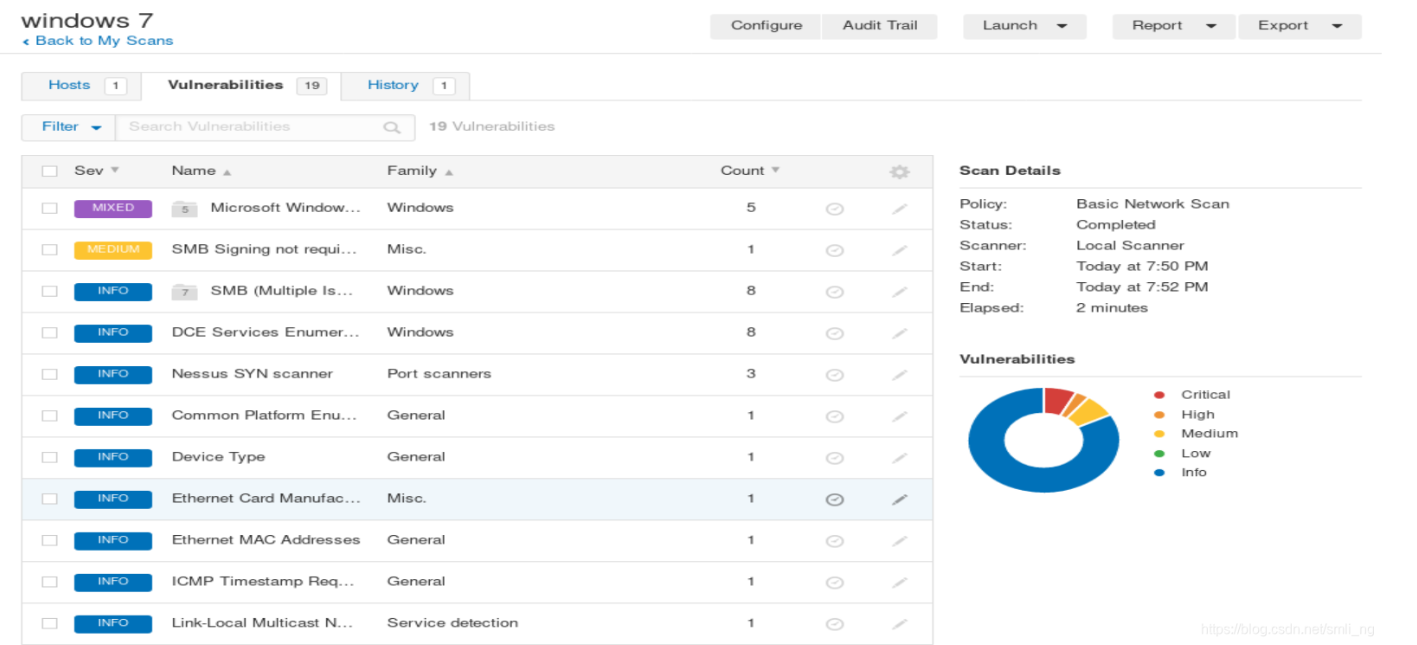 windows 7
Back to My Scans
Configure Audit Trail Launch Report Export
Hosts 1 Vulnerabilities 19 History 1
Filter Search Vulnerabilities 19 Vulnerabilities
Sev Name Family Count
MIXED 5 Microsoft Window... Windows 5
MEDIUM SMB Signing not requi... Misc. 1
INFO 7 SMB (Multiple Is... Windows 8
INFO DCE Services Enumer... Windows 8
INFO Nessus SYN scanner Port scanners 3
INFO Common Platform Enu... General 1
INFO Device Type General 1
INFO Ethernet Card Manufac... Misc. 1
INFO Ethernet MAC Addresses General 1
INFO ICMP Timestamp Req... General 1
INFO Link-Local Multicast N... Service detection 1
Scan Details
Policy: Basic Network Scan
Status: Completed
Scanner: Local Scanner
Start: Today at 7:50 PM
End: Today at 7:52 PM
Elapsed: 2 minutes
Vulnerabilities
Critical
High
Medium
Low
Info
https://blog.csdn.net/smli_ng